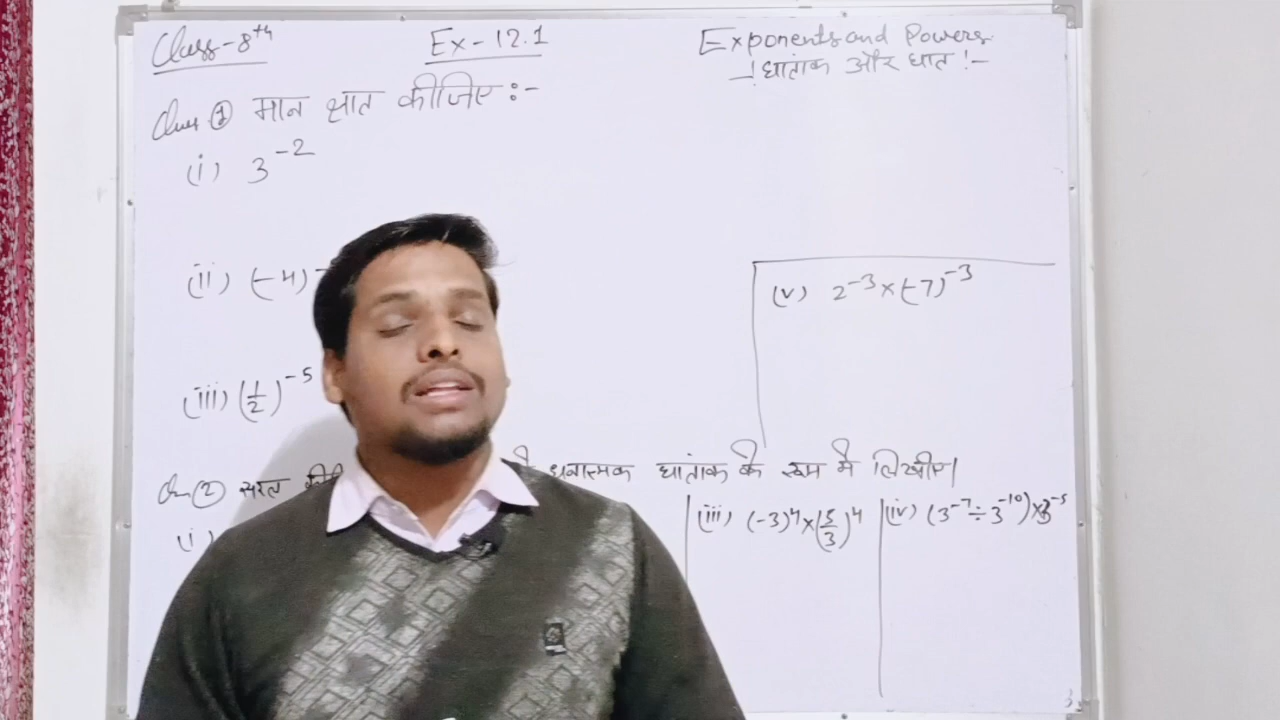 Class-8th
Ex-12.1
Exponents and Powers
-!घातांक और घात!-
Ques ① मान ज्ञात कीजिए:-
(i) 3⁻²
(ii) (-4)⁻
(iii) (1/2)⁻⁵
(v) 2⁻³×(-7)⁻³
Ques ② सरल धनात्मक घातांक के रूप में लिखीए|
(i)
(iii) (-3)⁴×(5/3)⁴
(iv) (3⁻⁷÷3⁻¹⁰)×3⁻⁵